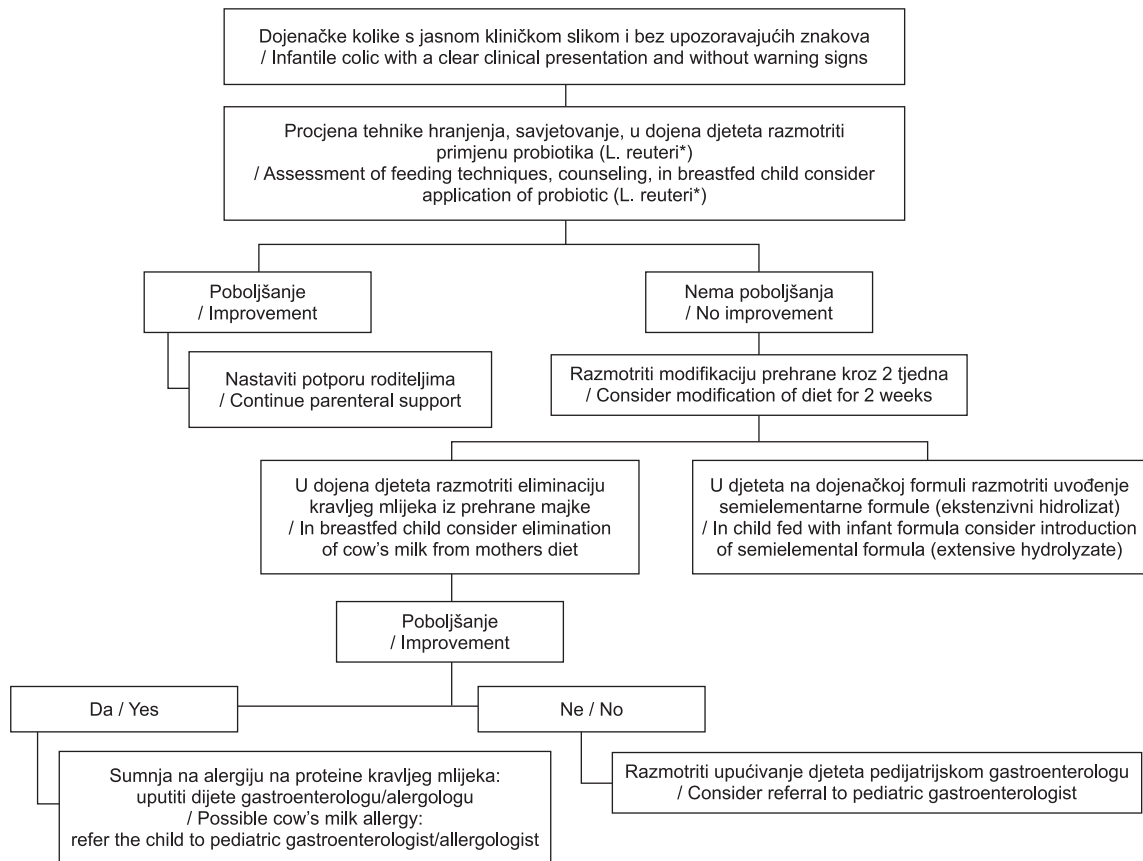 Dojenačke kolike s jasnom kliničkom slikom i bez upozoravajućih znakova
/ Infantile colic with a clear clinical presentation and without warning signs
Procjena tehnike hranjenja, savjetovanje, u dojena djeteta razmotriti
primjenu probiotika (L. reuteri*)
/ Assessment of feeding techniques, counseling, in breastfed child consider
application of probiotic (L. reuteri*)
Poboljšanje
/ Improvement
Nema poboljšanja
/ No improvement
Nastaviti potporu roditeljima
/ Continue parenteral support
Razmotriti modifikaciju prehrane kroz 2 tjedna
/ Consider modification of diet for 2 weeks
U dojena djeteta razmotriti eliminaciju
kravljeg mlijeka iz prehrane majke
/ In breastfed child consider elimination
of cow's milk from mothers diet
U djeteta na dojenačkoj formuli razmotriti uvođenje
semielementarne formule (ekstenzivni hidrolizat)
/ In child fed with infant formula consider introduction
of semielemental formula (extensive hydrolyzate)
Poboljšanje
/ Improvement
Da / Yes
Ne / No
Sumnja na alergiju na proteine kravljeg mlijeka:
uputiti dijete gastroenterologu/alergologu
/ Possible cow's milk allergy:
refer the child to pediatric gastroenterologist/allergologist
Razmotriti upućivanje djeteta pedijatrijskom gastroenterologu
/ Consider referral to pediatric gastroenterologist